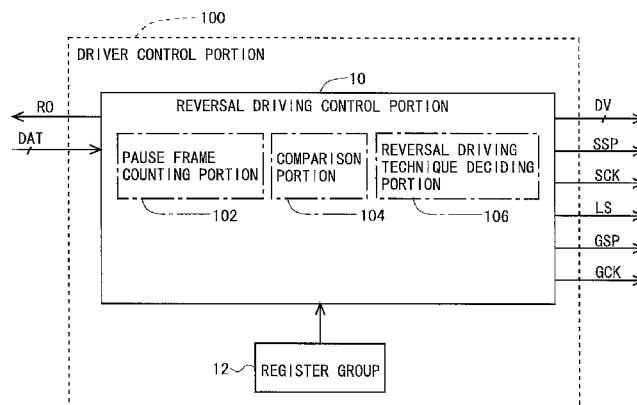 100
DRIVER CONTROL PORTION
10
RO
REVERSAL DRIVING CONTROL PORTION
DV
DAT
SSP
PAUSE FRAME
COUNTING PORTION
COMPARISON
PORTION
REVERSAL DRIVING
TECHNIQUE DECIDING
PORTION
SCK
102
104
106
LS
GSP
GCK
12
REGISTER GROUP